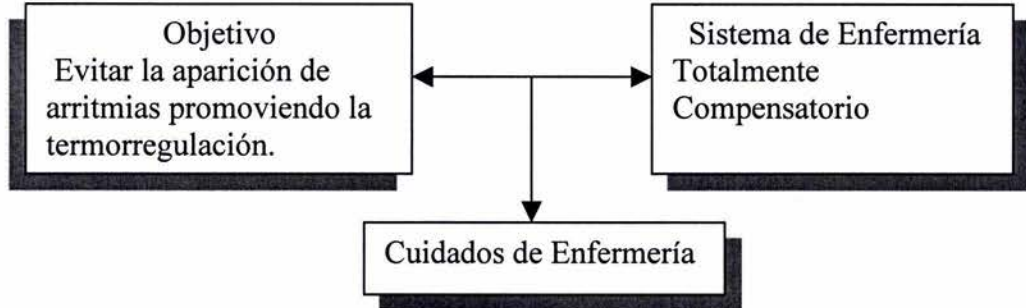 Objetivo
Evitar la aparición de
arritmias promoviendo la
termorregulación.
Sistema de Enfermería
Totalmente
Compensatorio
Cuidados de Enfermería